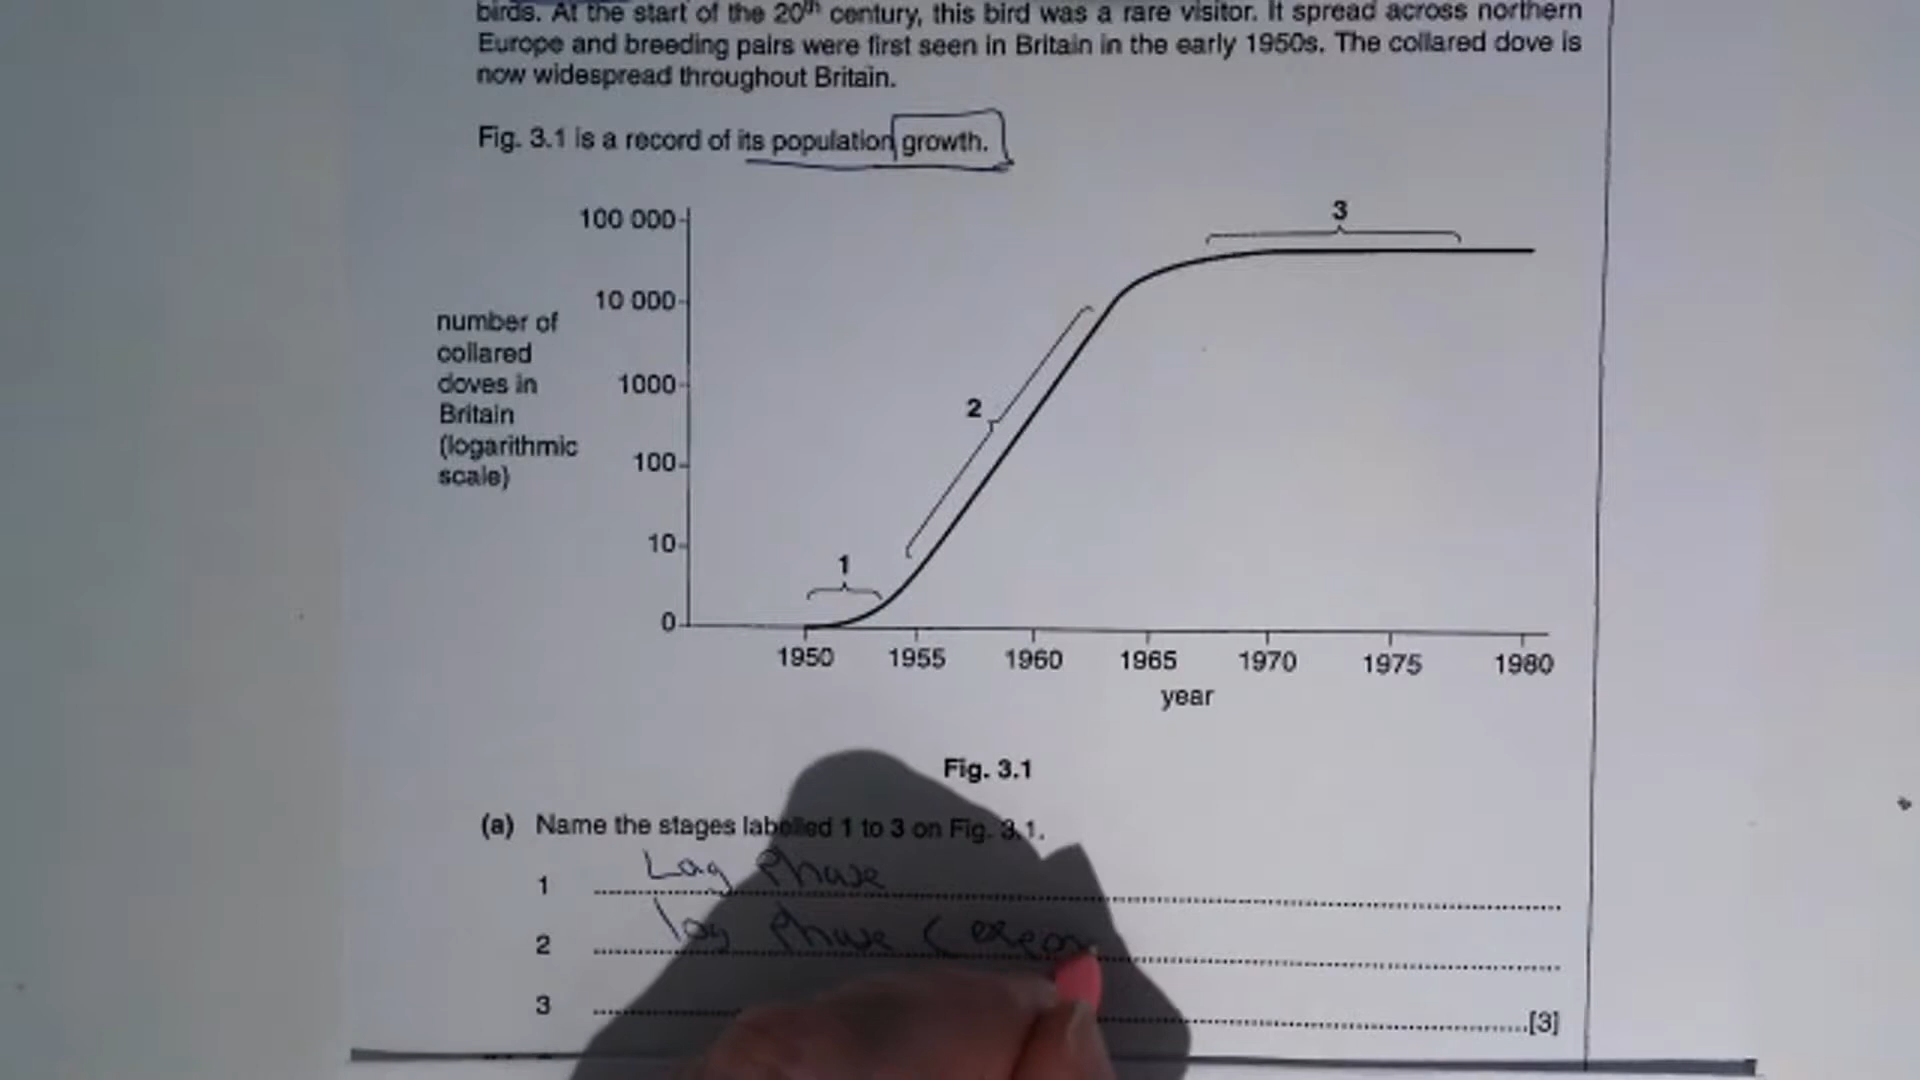 birds. At the start of the 20th century, this bird was a rare visitor. It spread across northern
Europe and breeding pairs were first seen in Britain in the early 1950s. The collared dove is
now widespread throughout Britain.
Fig. 3.1 is a record of its population growth.
100 000
10 000
1000
100
10
0
number of
collared
doves in
Britain
(logarithmic
scale)
1
2
3
1950 1955 1960 1965 1970 1975 1980
year
Fig. 3.1
(a) Name the stages labelled 1 to 3 on Fig. 3.1.
1 Lag Phase
2 log Phase (
3 [3]